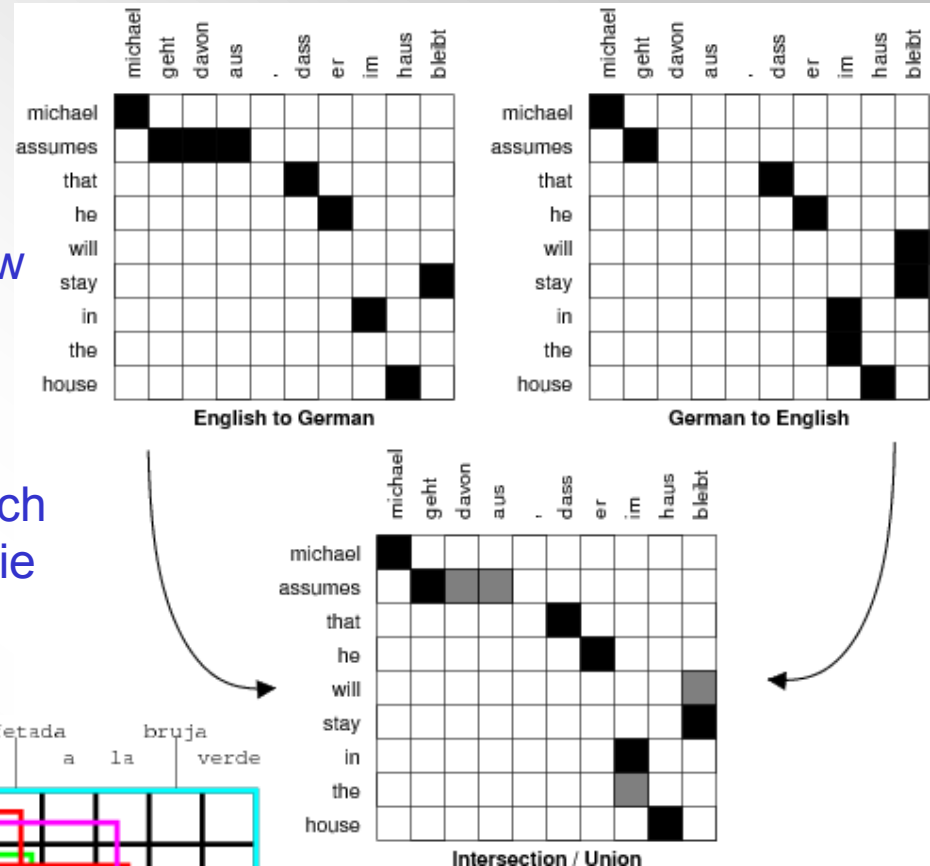 michael geht davon aus , dass er im haus bleibt
michael
assumes
that
he
will
stay
in
the
house
English to German
michael geht davon aus , dass er im haus bleibt
michael
assumes
that
he
will
stay
in
the
house
German to English
w
ch
ie
michael geht davon aus , dass er im haus bleibt
michael
assumes
that
he
will
stay
in
the
house
Intersection / Union
fetada bruja
a la verde